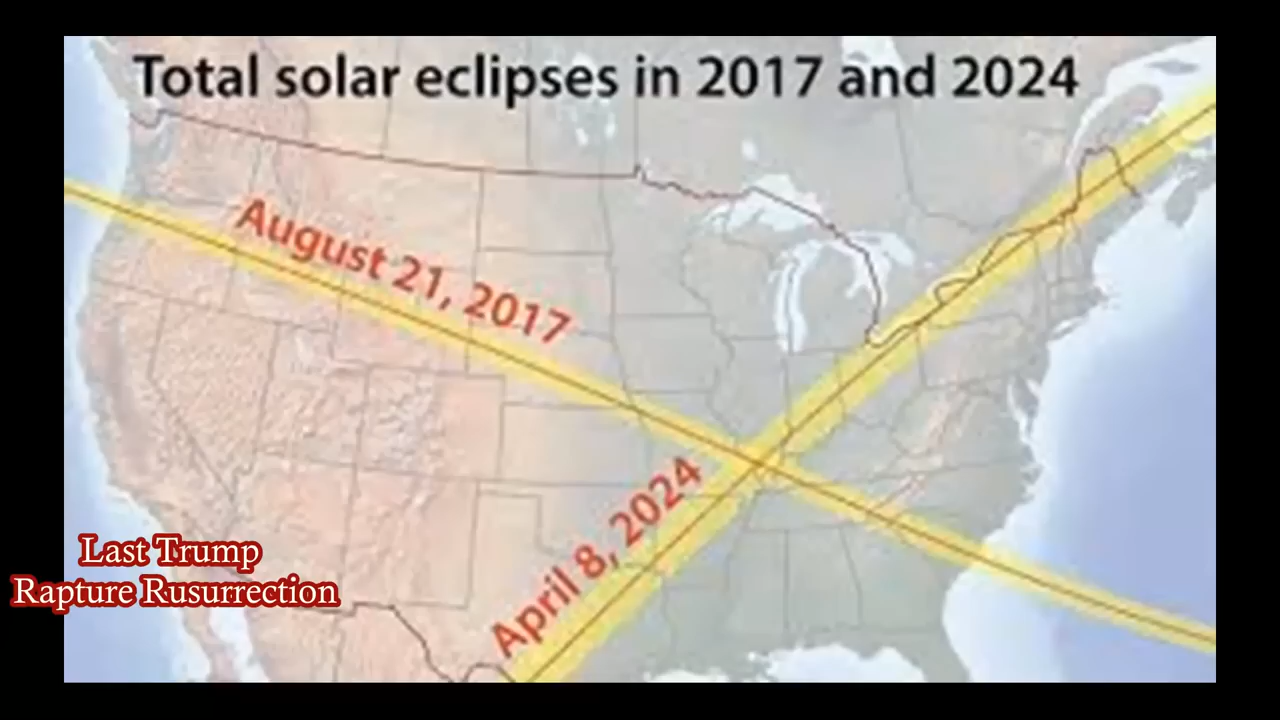 Total solar eclipses in 2017 and 2024
August 21, 2017
April 8, 2024
Last Trump
Rapture Rusurrection